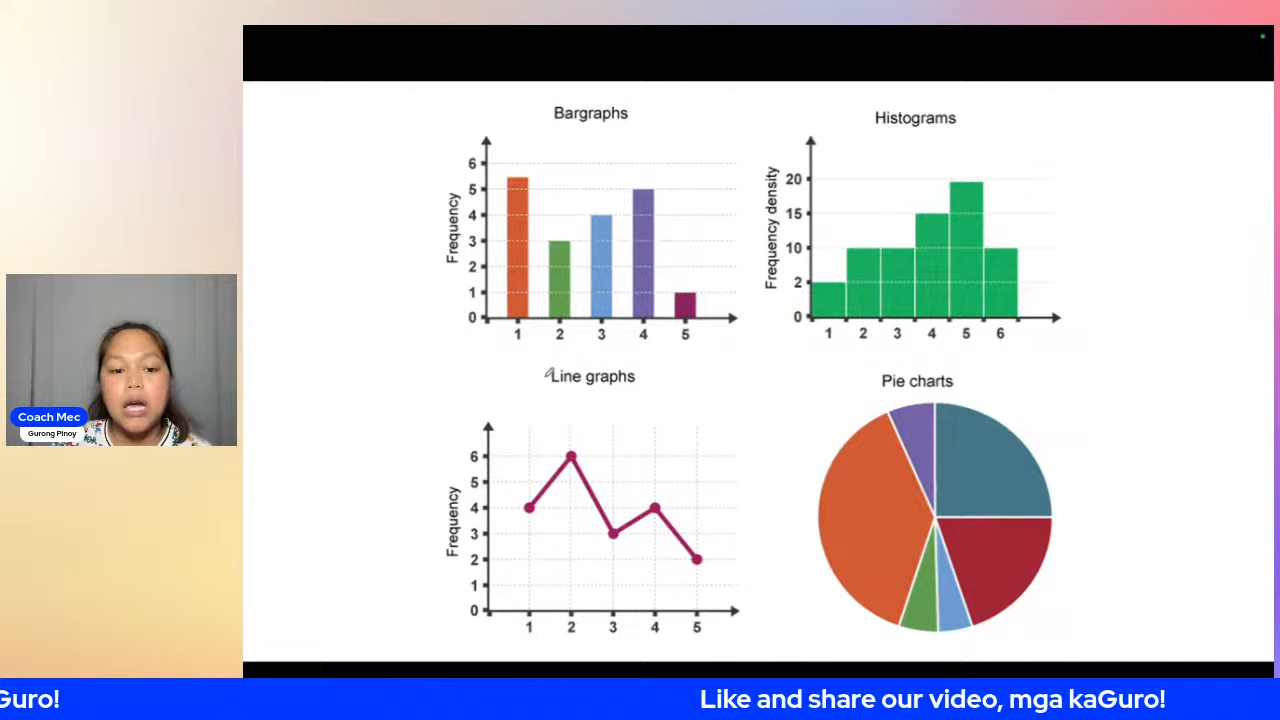 Bargraphs
Frequency
6
5
4
3
2
1
0
1 2 3 4 5
Histograms
Frequency density
20
15
10
2
0
1 2 3 4 5 6
Line graphs
Frequency
6
5
4
3
2
1
0
1 2 3 4 5
Pie charts
Coach Mec
Gurong Pinoy
Guro!
Like and share our video, mga kaGuro!